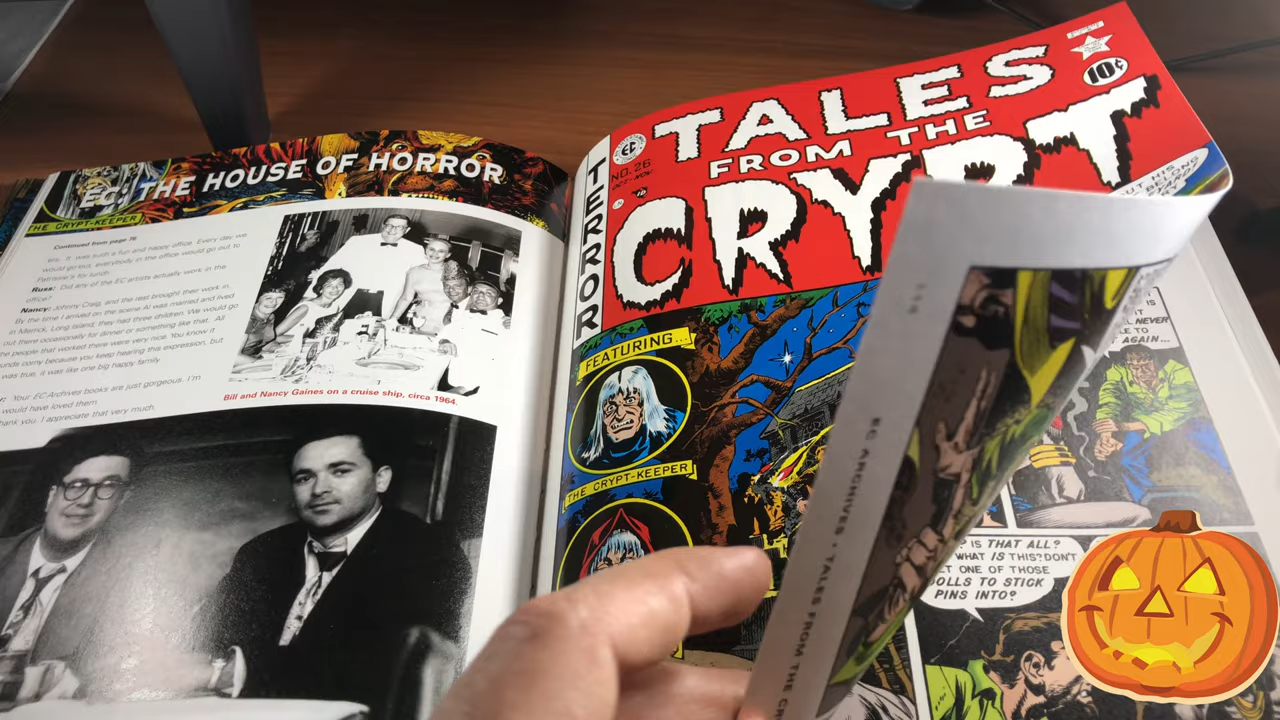 EC: THE HOUSE OF HORROR
THE CRYPT-KEEPER
Continued from page 76
yes. It was such a fun and happy office. Every day we
would go out, everybody in the office would go out, to
Patrissie's for lunch.
Russ: Did any of the EC artists actually work in the
office?
Nancy: Johnny Craig, and the rest brought their work in.
By the time I arrived on the scene Al was married and lived
in Merrick, Long Island, they had three children. We would go
out there occasionally for dinner or something like that. All
the people that worked there were very nice. You know it
unds corny because you keep hearing this expression, but
was true, it was like one big happy family.
r: Your EC Archives books are just gorgeous. I'm
would have loved them.
hank you. I appreciate that very much,
Bill and Nancy Gaines on a cruise ship, circa 1964.
TERROR
EC
NO. 26
OCT.-NOV.
TALES
FROM THE
CRYPT
10¢
FEATURING...
THE CRYPT-KEEPER
EC ARCHIVES • TALES FROM THE CR
IS
IT
NEVER
E TO
T AGAIN...
? IS THAT ALL?
WHAT IS THIS? DON'T
ET ONE OF THOSE
DOLLS TO STICK
PINS INTO?